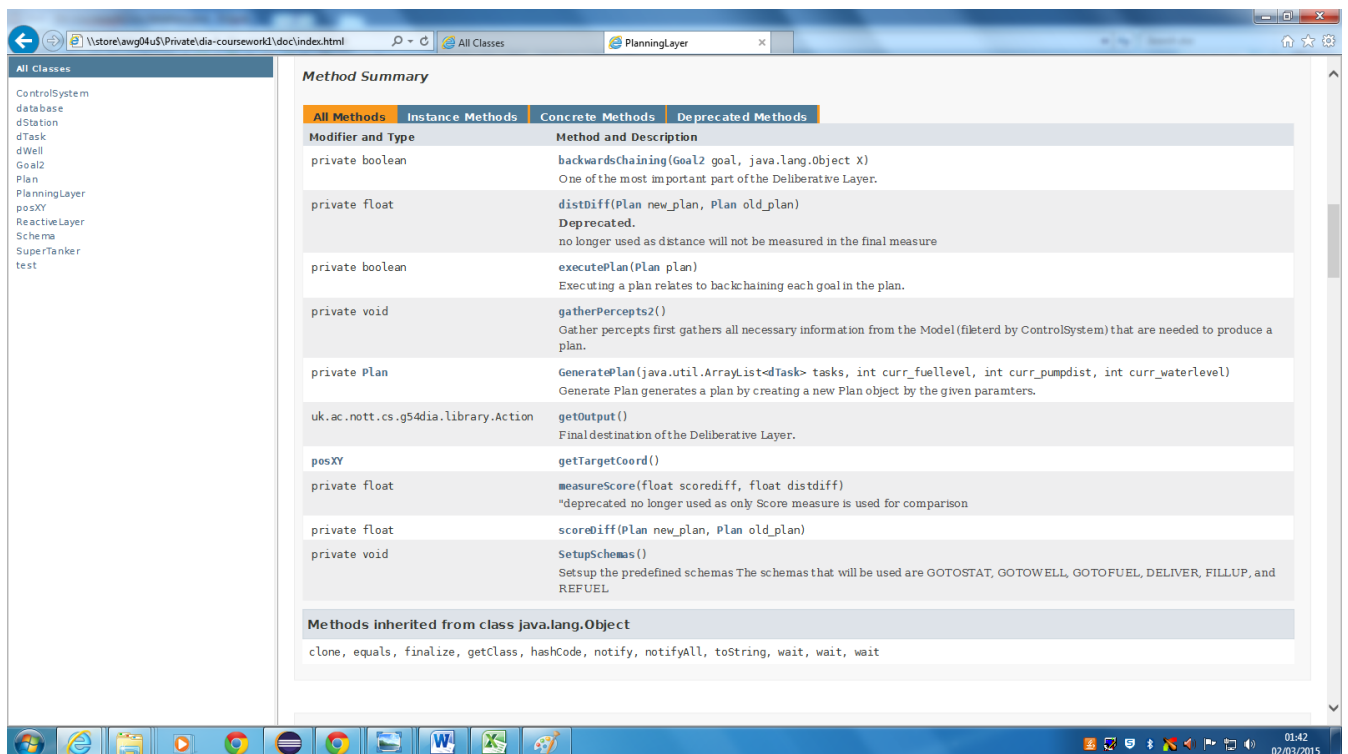 \\store\awg04u$\Private\dia-coursework1\doc\index.html
All Classes
PlanningLayer
All Classes
ControlSystem
database
dStation
dTask
dWell
Goal2
Plan
PlanningLayer
posXY
ReactiveLayer
Schema
SuperTanker
test
Method Summary
All Methods Instance Methods Concrete Methods Deprecated Methods
Modifier and Type Method and Description
private boolean backwardsChaining(Goal2 goal, java.lang.Object X)
One of the most important part of the Deliberative Layer.
private float distDiff(Plan new_plan, Plan old_plan)
Deprecated.
no longer used as distance will not be measured in the final measure
private boolean executePlan(Plan plan)
Executing a plan relates to backchaining each goal in the plan.
private void gatherPercepts2()
Gather percepts first gathers all necessary information from the Model (fileterd by ControlSystem) that are needed to produce a
plan.
private Plan GeneratePlan(java.util.ArrayList<dTask> tasks, int curr_fuellevel, int curr_pumpdist, int curr_waterlevel)
Generate Plan generates a plan by creating a new Plan object by the given paramters.
uk.ac.nott.cs.g54dia.library.Action getOutput()
Final destination of the Deliberative Layer.
posXY getTargetCoord()
private float measureScore(float scorediff, float distdiff)
"deprecated no longer used as only Score measure is used for comparison
private float scoreDiff(Plan new_plan, Plan old_plan)
private void SetupSchemas()
Setsup the predefined schemas The schemas that will be used are GOTOSTAT, GOTOWELL, GOTOFUEL, DELIVER, FILLUP, and
REFUEL
Methods inherited from class java.lang.Object
clone, equals, finalize, getClass, hashCode, notify, notifyAll, toString, wait, wait, wait
01:42
02/03/2015